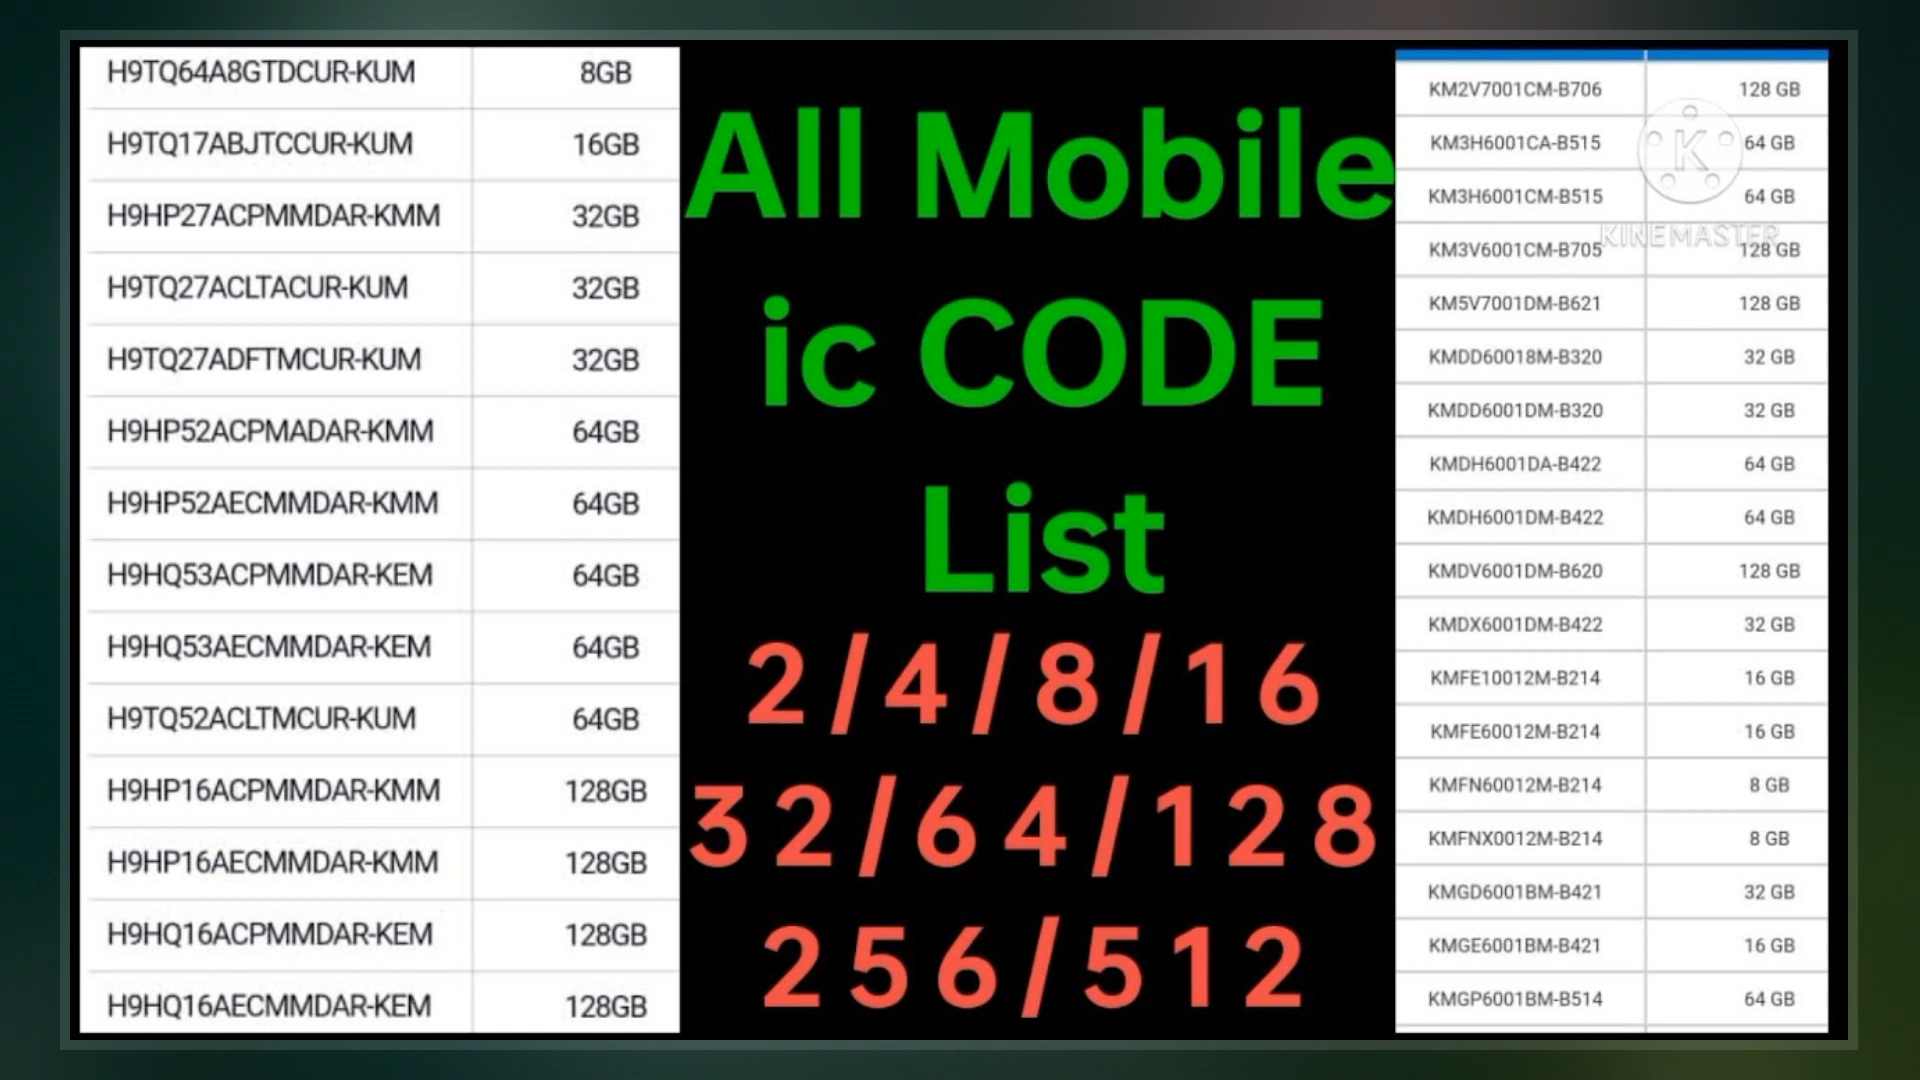 H9TQ64A8GTDCUR-KUM 8GB
H9TQ17ABJTCCUR-KUM 16GB
H9HP27ACPMMDAR-KMM 32GB
H9TQ27ACLTACUR-KUM 32GB
H9TQ27ADFTMCUR-KUM 32GB
H9HP52ACPMADAR-KMM 64GB
H9HP52AECMMDAR-KMM 64GB
H9HQ53ACPMMDAR-KEM 64GB
H9HQ53AECMMDAR-KEM 64GB
H9TQ52ACLTMCUR-KUM 64GB
H9HP16ACPMMDAR-KMM 128GB
H9HP16AECMMDAR-KMM 128GB
H9HQ16ACPMMDAR-KEM 128GB
H9HQ16AECMMDAR-KEM 128GB
All Mobile
ic CODE
List
2/4/8/16
32/64/128
256/512
KM2V7001CM-B706 128 GB
KM3H6001CA-B515 64 GB
KM3H6001CM-B515 64 GB
KM3V6001CM-B705 128 GB
KM5V7001DM-B621 128 GB
KMDD60018M-B320 32 GB
KMDD6001DM-B320 32 GB
KMDH6001DA-B422 64 GB
KMDH6001DM-B422 64 GB
KMDV6001DM-B620 128 GB
KMDX6001DM-B422 32 GB
KMFE10012M-B214 16 GB
KMFE60012M-B214 16 GB
KMFN60012M-B214 8 GB
KMFNX0012M-B214 8 GB
KMGD6001BM-B421 32 GB
KMGE6001BM-B421 16 GB
KMGP6001BM-B514 64 GB
K
KINEMASTER